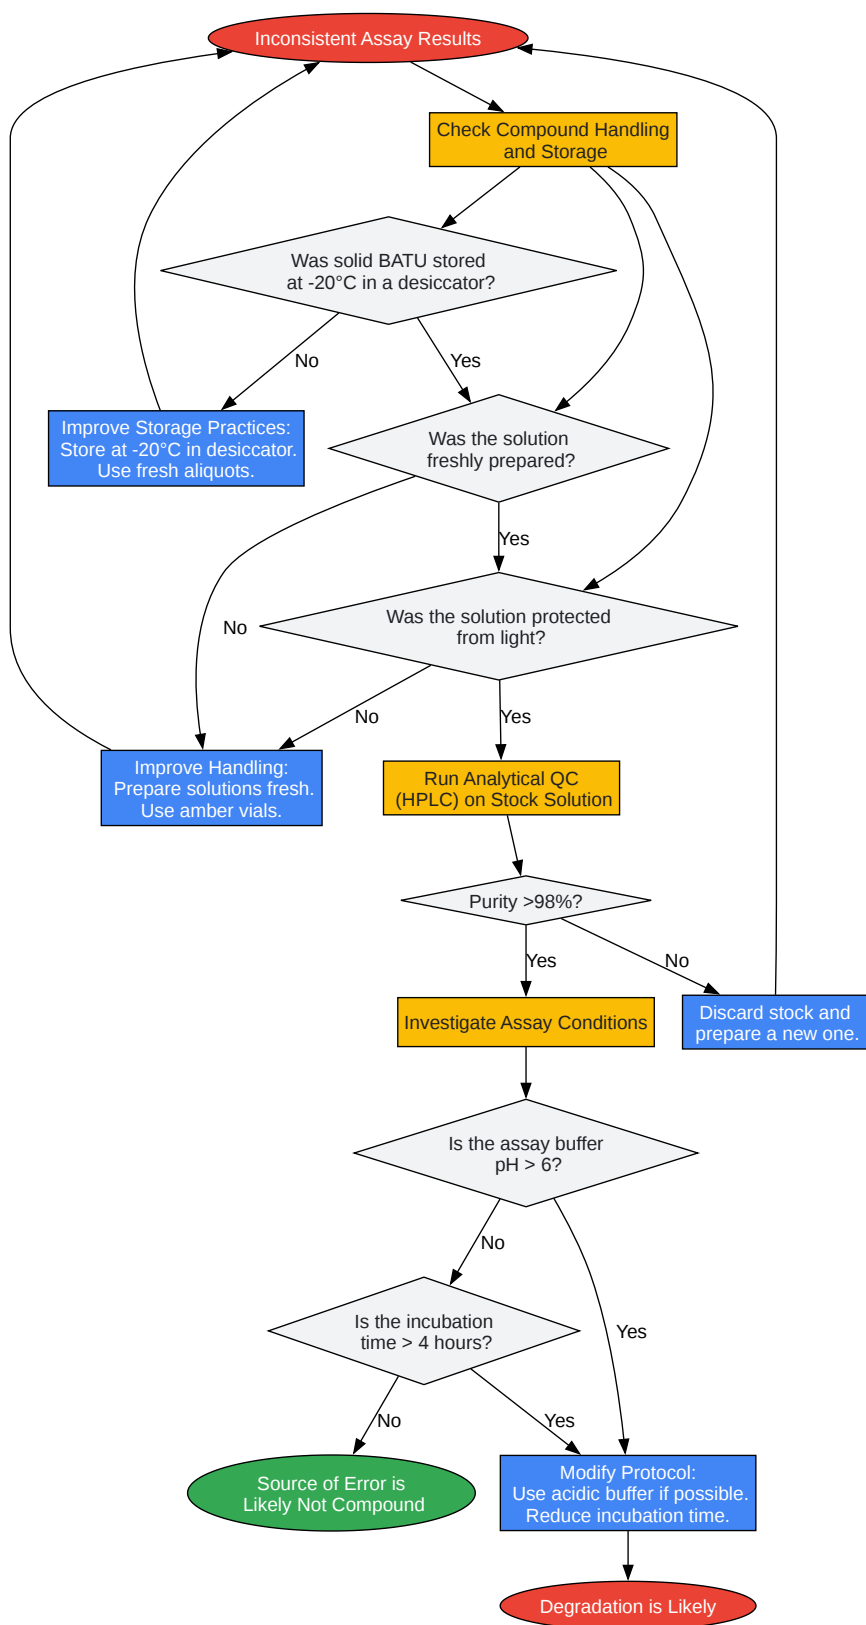 Inconsistent Assay Results
Check Compound Handling
and Storage
Was solid BATU stored
at -20°C in a desiccator?
No
Yes
Improve Storage Practices:
Store at -20°C in desiccator.
Use fresh aliquots.
Was the solution
freshly prepared?
Yes
No
Was the solution protected
from light?
No
Yes
Improve Handling:
Prepare solutions fresh.
Use amber vials.
Run Analytical QC
(HPLC) on Stock Solution
Purity >98%?
Yes
No
Investigate Assay Conditions
Discard stock and
prepare a new one.
Is the assay buffer
pH > 6?
No
Yes
Is the incubation
time > 4 hours?
No
Yes
Source of Error is
Likely Not Compound
Modify Protocol:
Use acidic buffer if possible.
Reduce incubation time.
Degradation is Likely